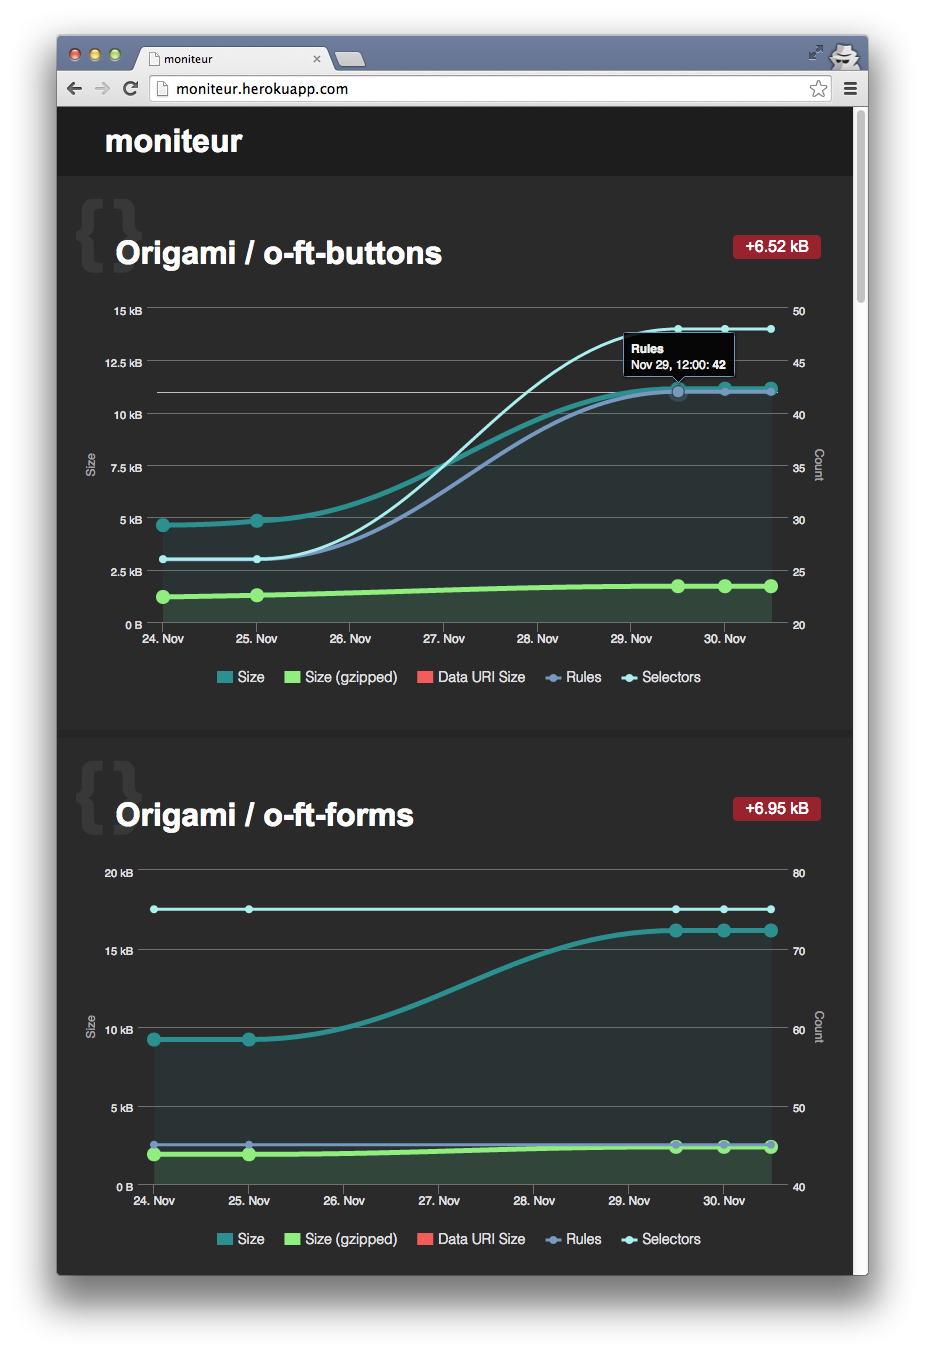 moniteur
moniteur.herokuapp.com
moniteur
{}
Origami / o-ft-buttons
+6.52 kB
15 kB
12.5 kB
10 kB
7.5 kB
5 kB
2.5 kB
0 B
Size
50
45
40
35
30
25
20
Count
Rules
Nov 29, 12:00: 42
24. Nov 25. Nov 26. Nov 27. Nov 28. Nov 29. Nov 30. Nov
Size Size (gzipped) Data URI Size Rules Selectors
{}
Origami / o-ft-forms
+6.95 kB
20 kB
15 kB
10 kB
5 kB
0 B
Size
80
70
60
50
40
Count
24. Nov 25. Nov 26. Nov 27. Nov 28. Nov 29. Nov 30. Nov
Size Size (gzipped) Data URI Size Rules Selectors